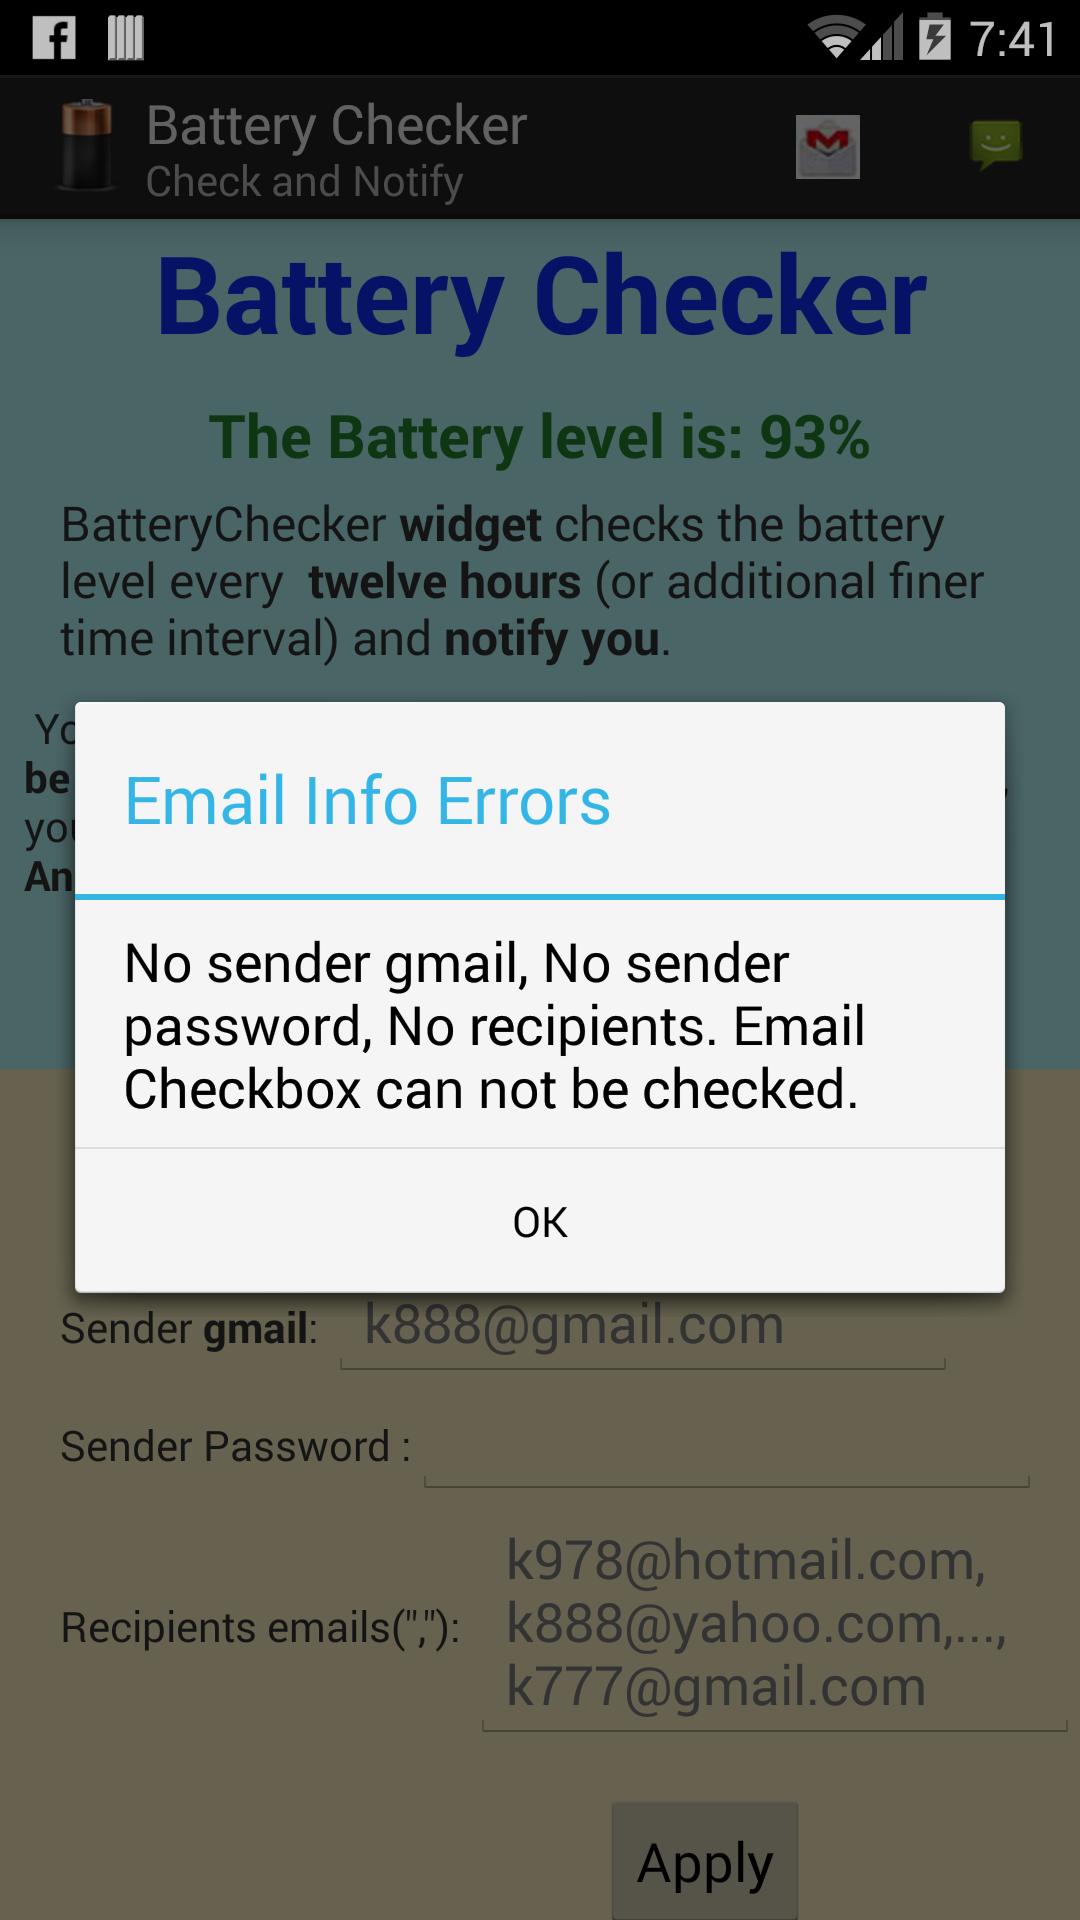 7:41
Battery Checker
Check and Notify
Battery Checker
The Battery level is: 93%
BatteryChecker widget checks the battery
level every twelve hours (or additional finer
time interval) and notify you.
be
Email Info Errors
No sender gmail, No sender
password, No recipients. Email
Checkbox can not be checked.
OK
Sender gmail: k888@gmail.com
Sender Password :
Recipients emails(","):
k978@hotmail.com,
k888@yahoo.com,...,
k777@gmail.com
Apply